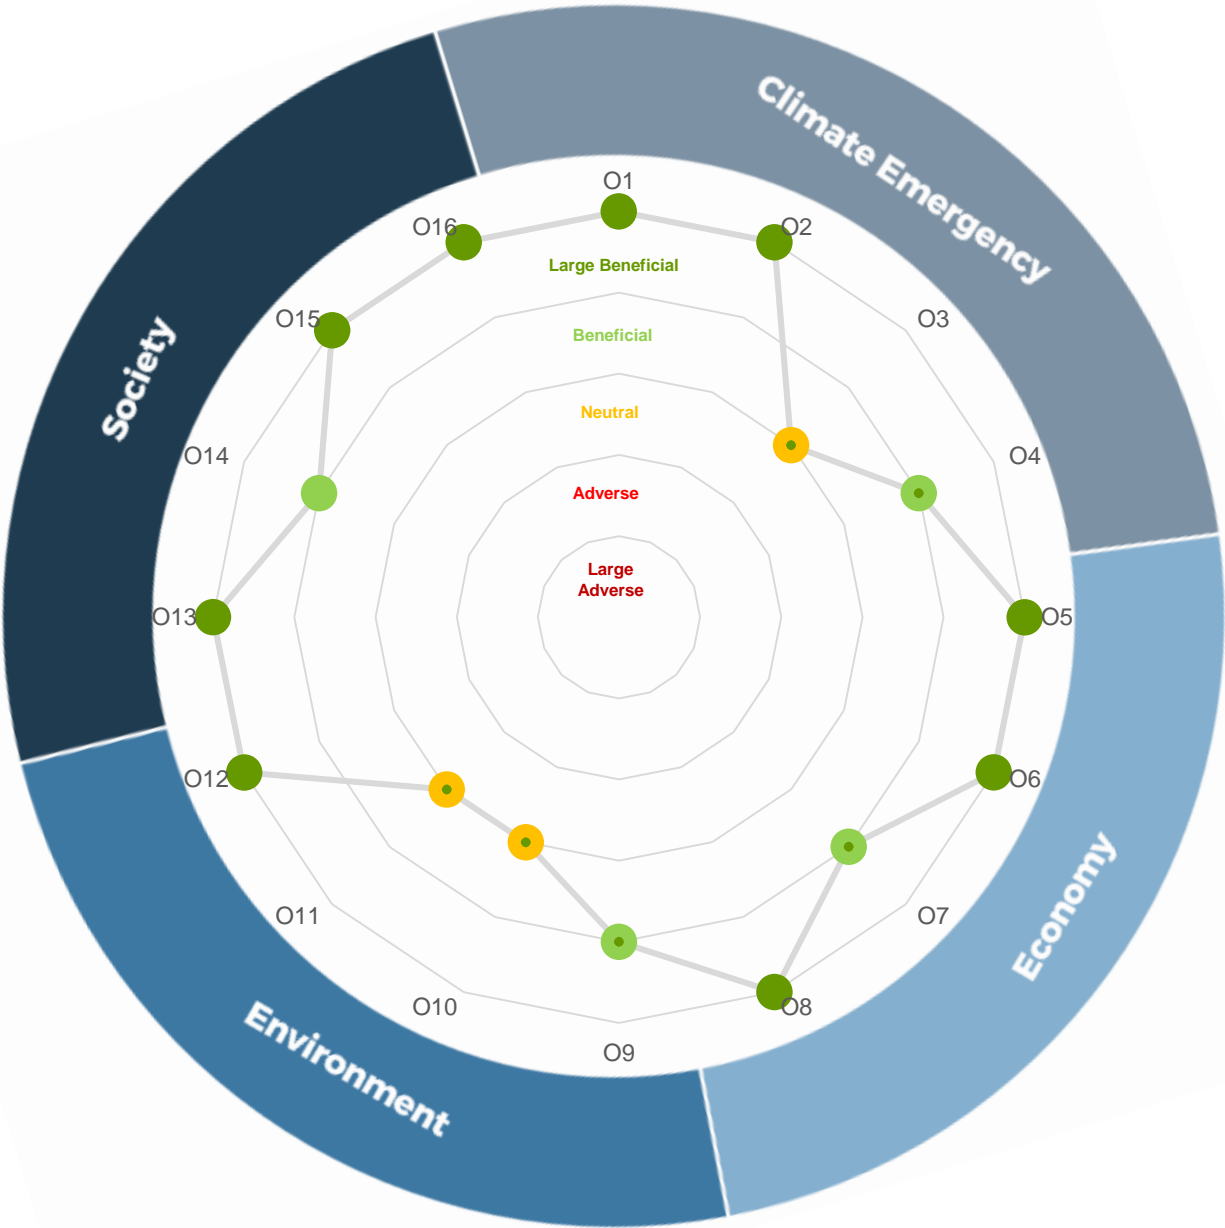 Climate Emergency
Society
O1
O16
O2
Large Beneficial
O15
O3
Beneficial
Neutral
O14
O4
Adverse
Large
Adverse
O13
O5
O12
O6
Economy
O11
O7
O10
O8
O9
Environment